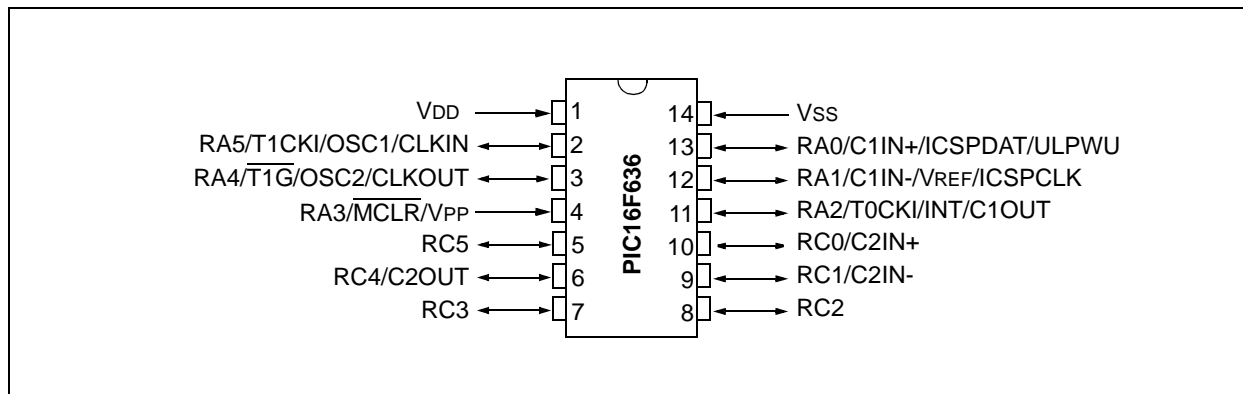 VDD 1 14 VSS
RA5/T1CKI/OSC1/CLKIN 2 13 RA0/C1IN+/ICSPDAT/ULPWU
RA4/T1G/OSC2/CLKOUT 3 12 RA1/C1IN-/VREF/ICSPCLK
RA3/MCLR/VPP 4 11 RA2/T0CKI/INT/C1OUT
RC5 5 10 RC0/C2IN+
RC4/C2OUT 6 9 RC1/C2IN-
RC3 7 8 RC2
PIC16F636